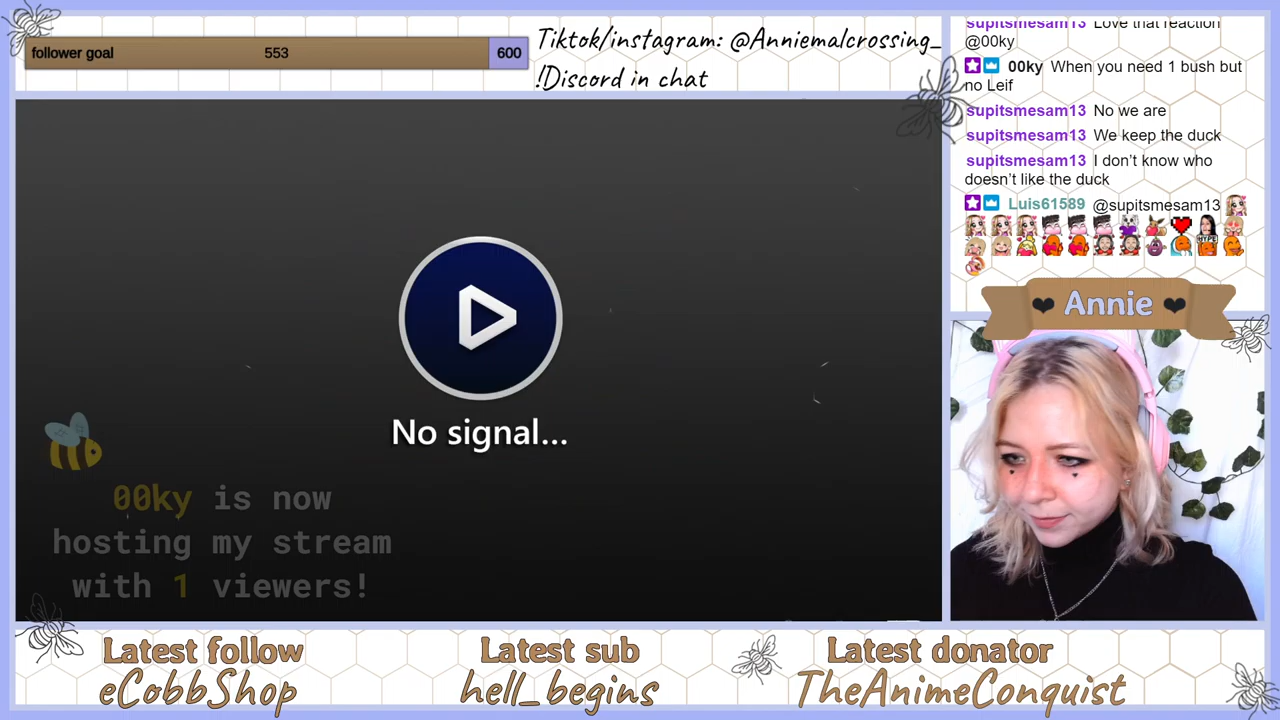 follower goal 553 600
Tiktok/instagram: @Anniemalcrossing_
!Discord in chat
supitsmesam13 Love that reaction
@00ky
00ky When you need 1 bush but
no Leif
supitsmesam13 No we are
supitsmesam13 We keep the duck
supitsmesam13 I don't know who
doesn't like the duck
Luis61589 @supitsmesam13
HYPE
Annie
No signal...
00ky is now
hosting my stream
with 1 viewers!
Latest follow
eCobbShop
Latest sub
hell_begins
Latest donator
TheAnimeConquist